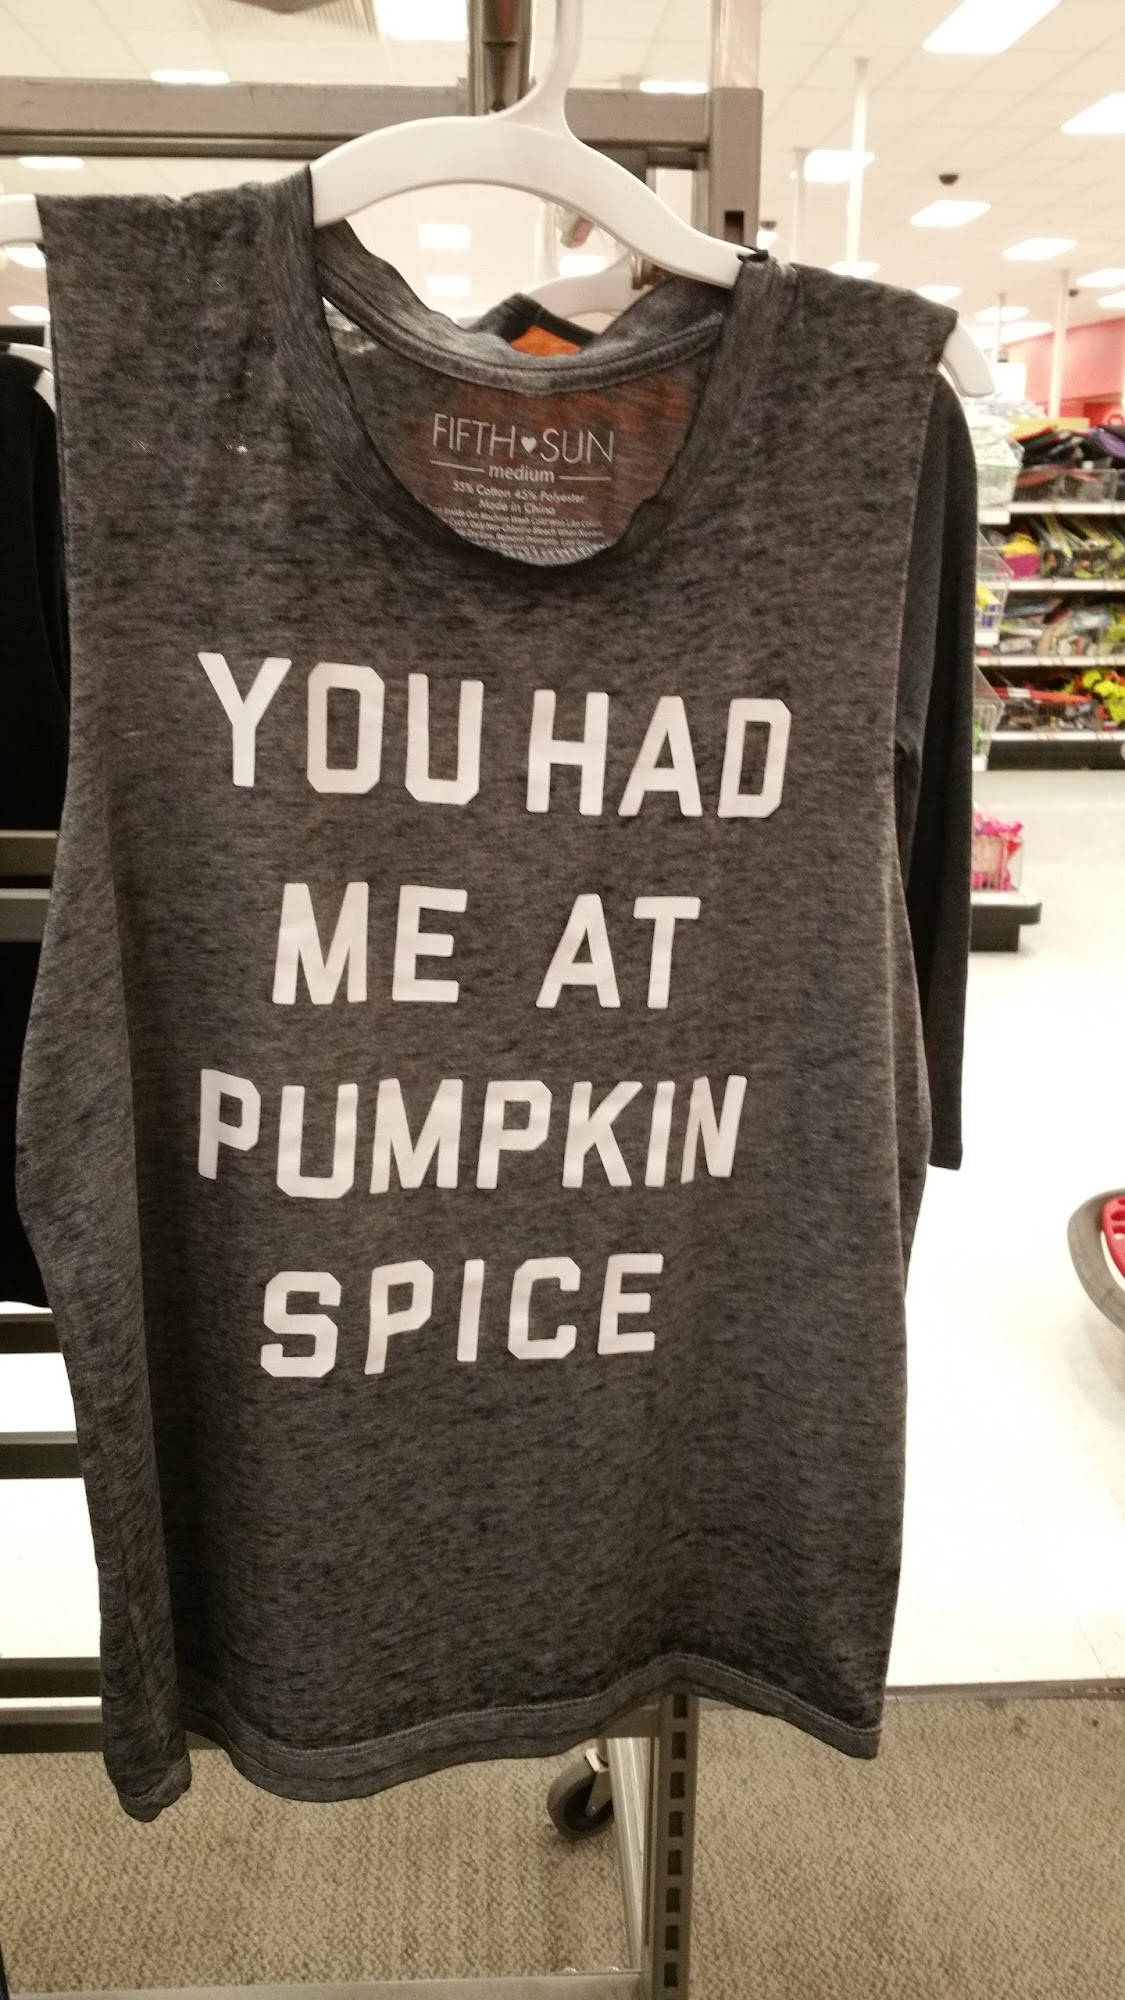 FIFTH SUN
medium
55% Cotton 45% Polyester
Made in China
YOU HAD
ME AT
PUMPKIN
SPICE